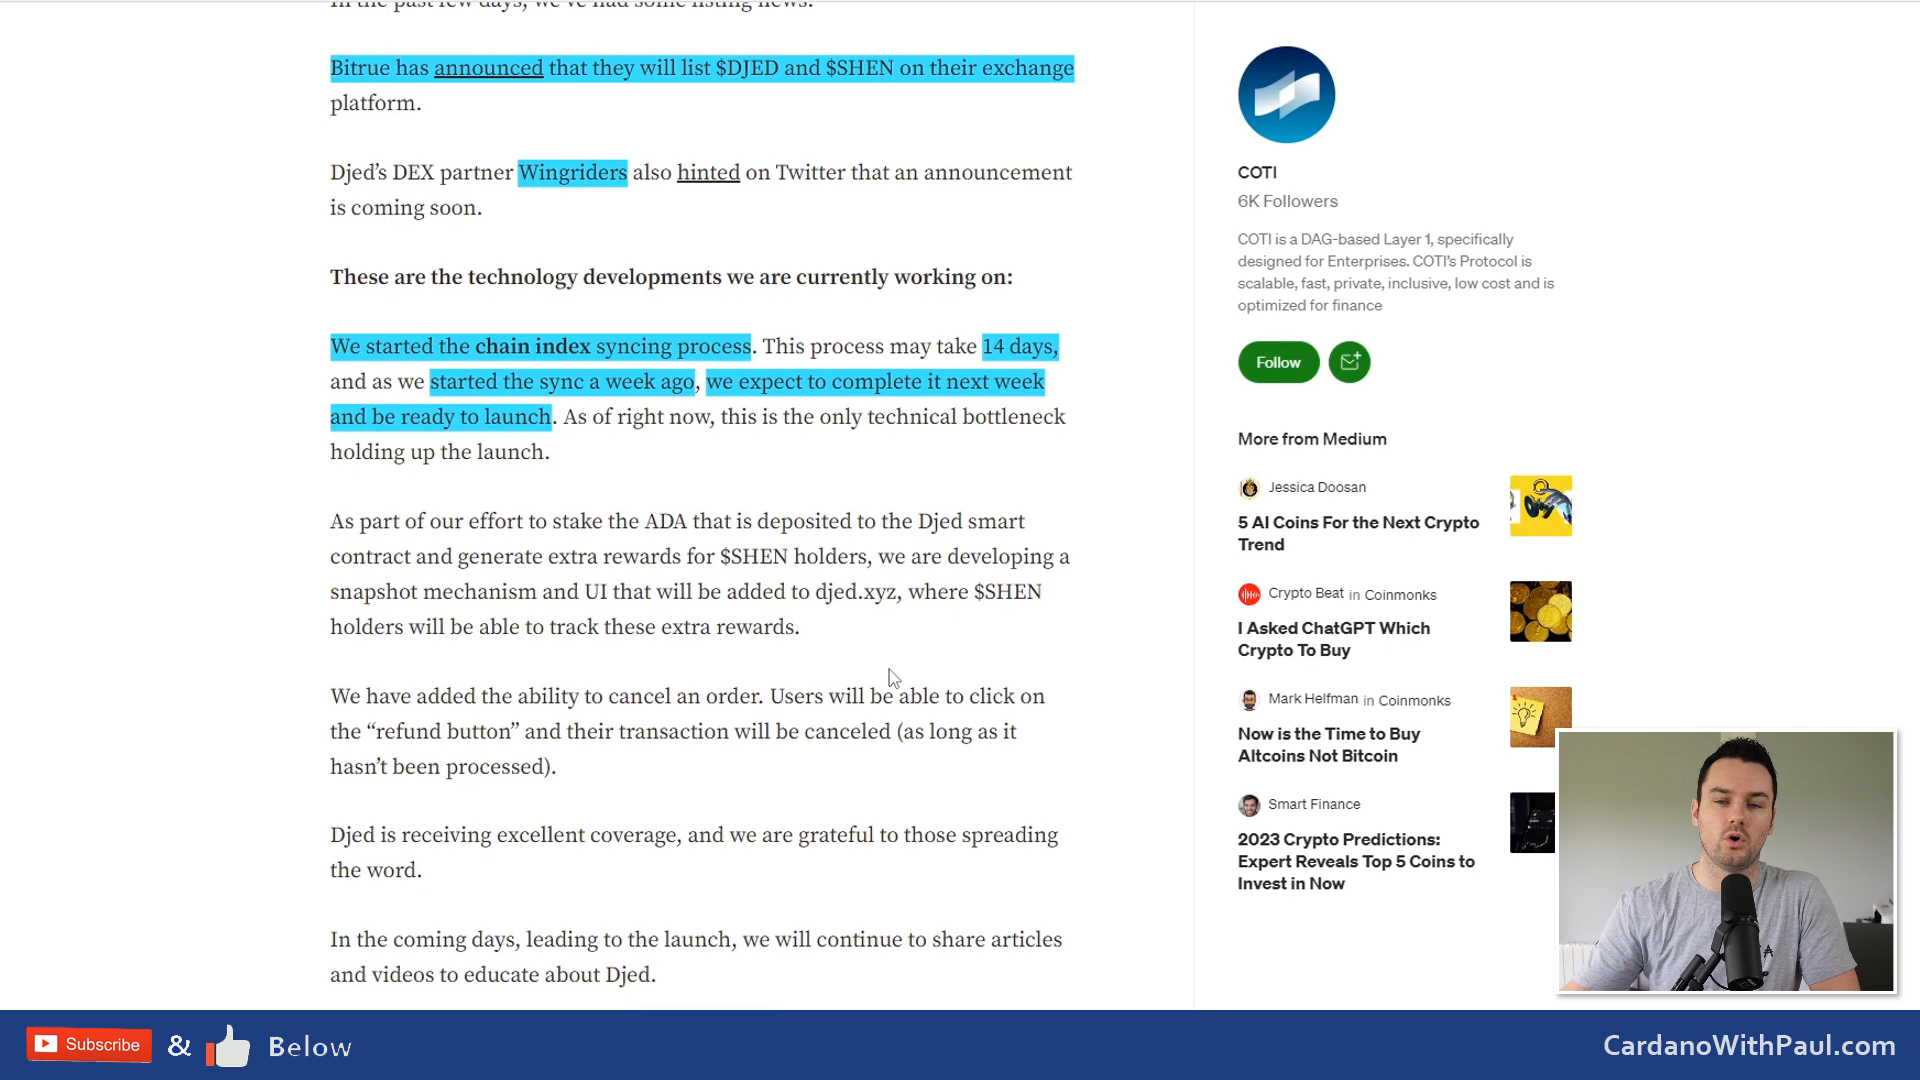 In the past few days, we've had some listing news:
Bitrue has announced that they will list $DJED and $SHEN on their exchange
platform.
Djed’s DEX partner Wingriders also hinted on Twitter that an announcement
is coming soon.
These are the technology developments we are currently working on:
We started the chain index syncing process. This process may take 14 days,
and as we started the sync a week ago, we expect to complete it next week
and be ready to launch. As of right now, this is the only technical bottleneck
holding up the launch.
As part of our effort to stake the ADA that is deposited to the Djed smart
contract and generate extra rewards for $SHEN holders, we are developing a
snapshot mechanism and UI that will be added to djed.xyz, where $SHEN
holders will be able to track these extra rewards.
We have added the ability to cancel an order. Users will be able to click on
the “refund button” and their transaction will be canceled (as long as it
hasn’t been processed).
Djed is receiving excellent coverage, and we are grateful to those spreading
the word.
In the coming days, leading to the launch, we will continue to share articles
and videos to educate about Djed.
COTI
6K Followers
COTI is a DAG-based Layer 1, specifically
designed for Enterprises. COTI’s Protocol is
scalable, fast, private, inclusive, low cost and is
optimized for finance
Follow
More from Medium
Jessica Doosan
5 AI Coins For the Next Crypto
Trend
Crypto Beat in Coinmonks
I Asked ChatGPT Which
Crypto To Buy
Mark Helfman in Coinmonks
Now is the Time to Buy
Altcoins Not Bitcoin
Smart Finance
2023 Crypto Predictions:
Expert Reveals Top 5 Coins to
Invest in Now
Subscribe & Below
CardanoWithPaul.com